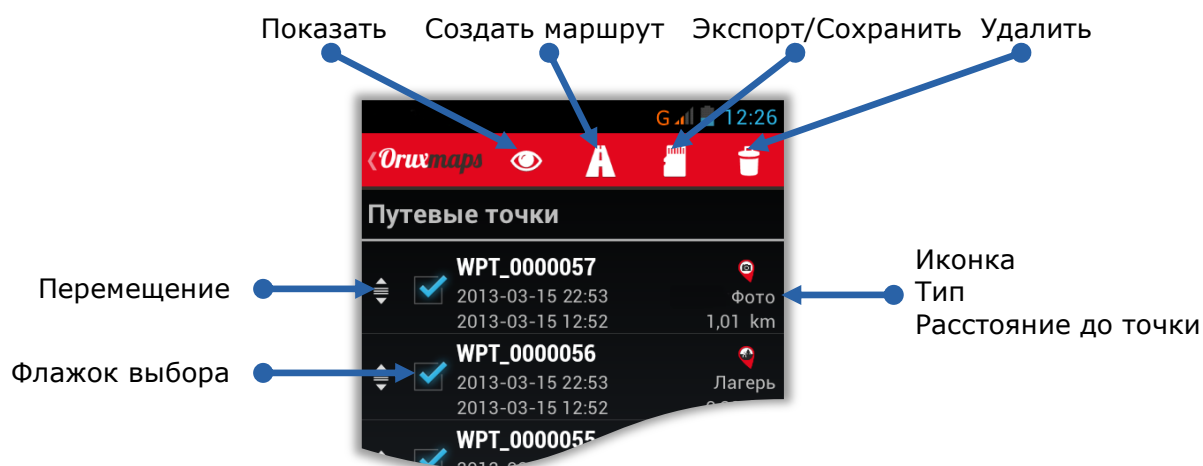 Показать Создать маршрут Экспорт/Сохранить Удалить
G 12:26
Oruxmaps
Путевые точки
WPT_0000057
2013-03-15 22:53 Фото
2013-03-15 12:52 1,01 km
Перемещение
Иконка
Тип
Расстояние до точки
WPT_0000056
2013-03-15 22:53 Лагерь
2013-03-15 12:52
Флажок выбора
WPT_0000055